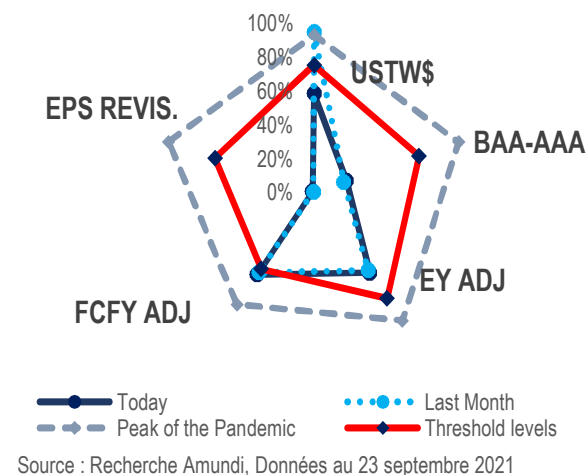 100%
80%
60%
40%
20%
0%
USTW$
BAA-AAA
EY ADJ
FCFY ADJ
EPS REVIS.
Today
Last Month
Peak of the Pandemic
Threshold levels
Source : Recherche Amundi, Données au 23 septembre 2021